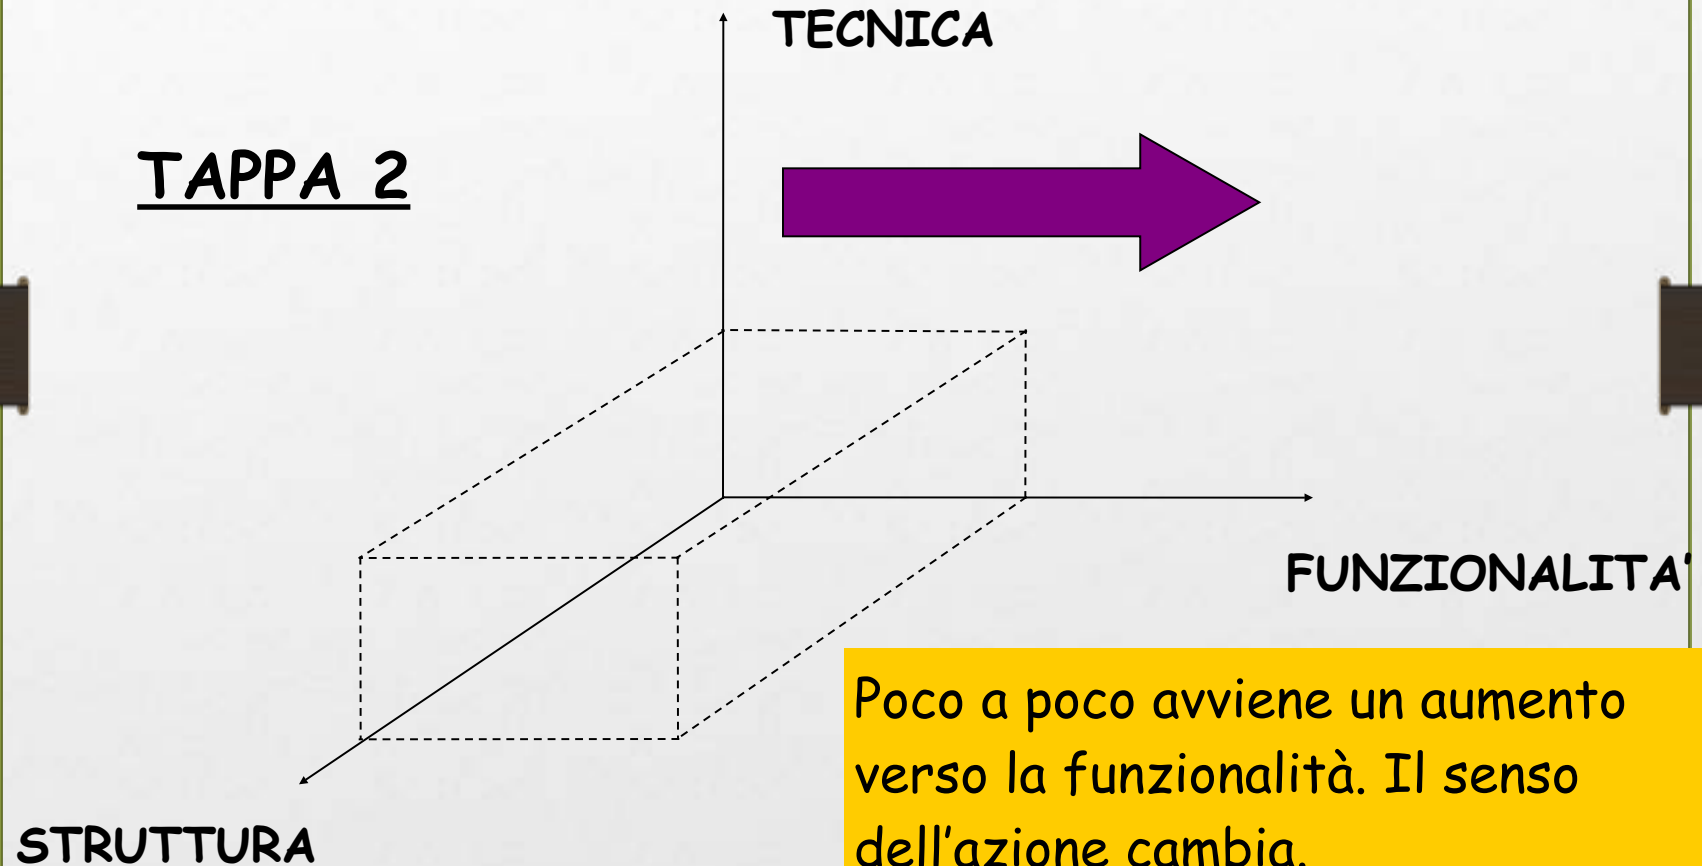 TECNICA
TAPPA 2
FUNZIONALITA'
Poco a poco avviene un aumento
verso la funzionalità. Il senso
dell'azione cambia.
STRUTTURA